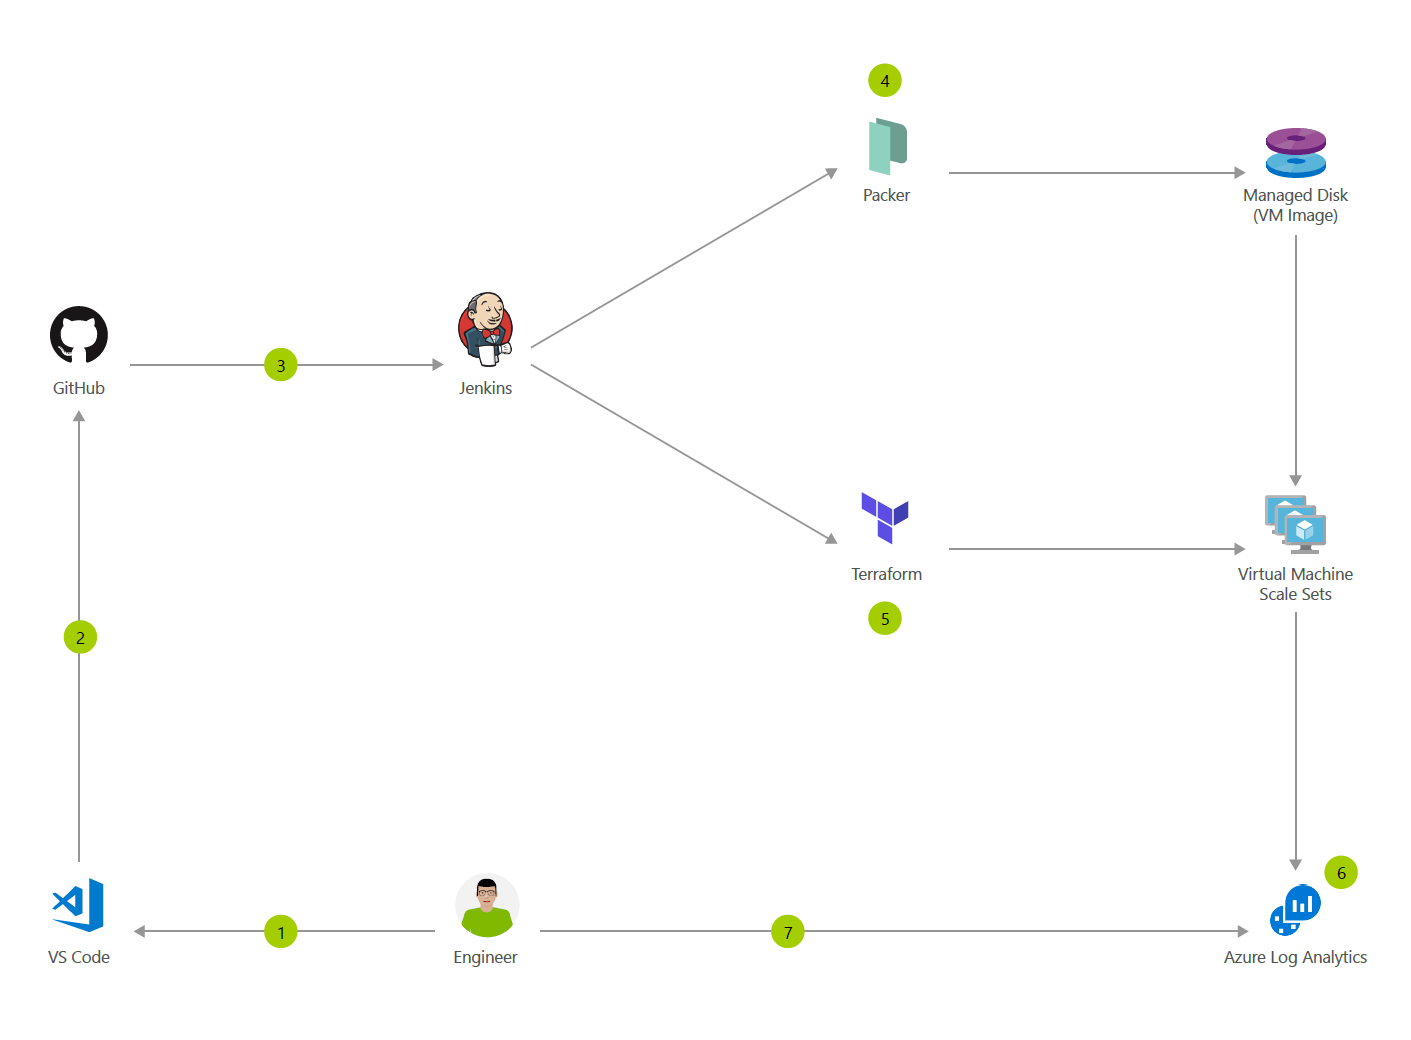 4
Packer
Managed Disk
(VM Image)
GitHub
3
Jenkins
Terraform
5
Virtual Machine
Scale Sets
2
6
VS Code
1
Engineer
7
Azure Log Analytics